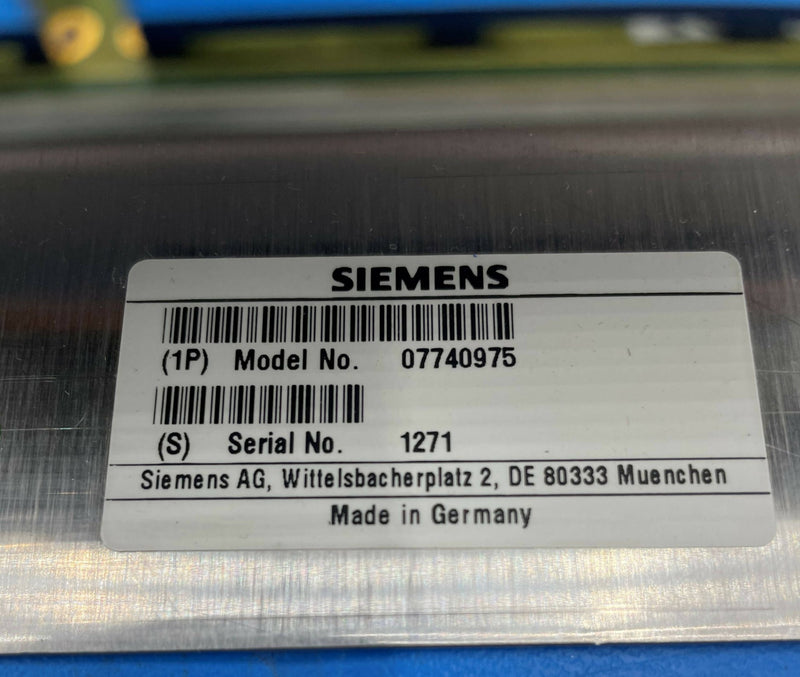 SIEMENS
(1P) Model No. 07740975
(S) Serial No. 1271
Siemens AG, Wittelsbacherplatz 2, DE 80333 Muenchen
Made in Germany